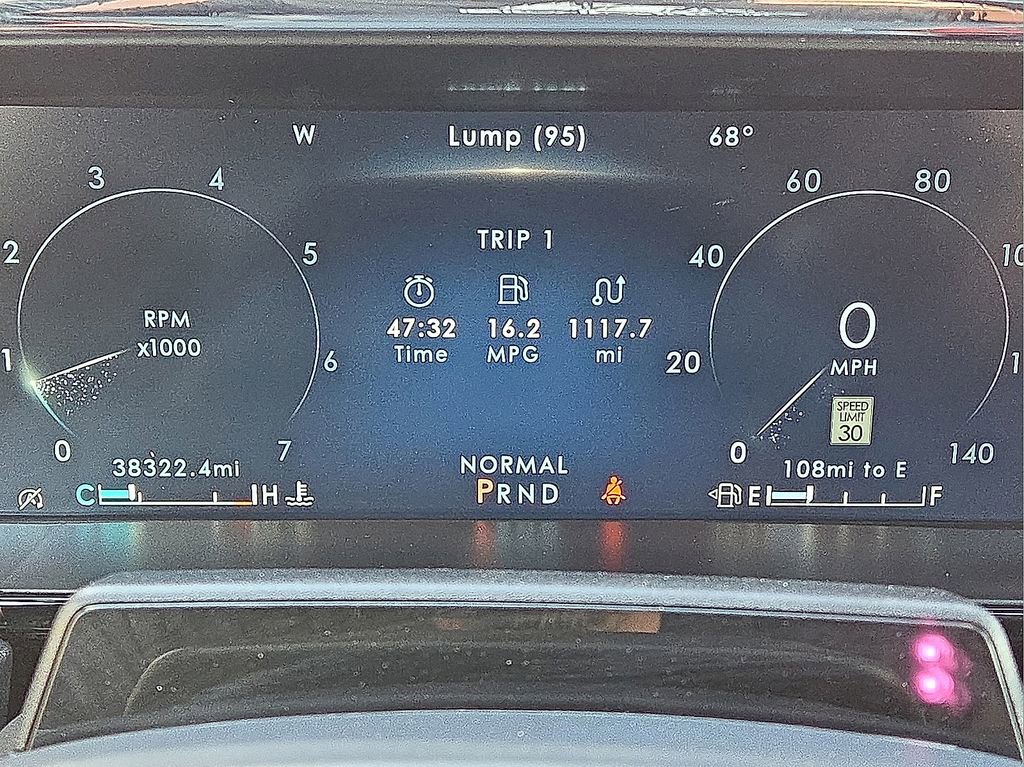 W
Lump (95)
68°
3
4
2
5
1
6
0
7
RPM
x1000
38322.4mi
C
H
TRIP 1
47:32 16.2 1117.7
Time MPG mi
NORMAL
PRND
60
80
40
20
0
140
0
MPH
SPEED
LIMIT
30
108mi to E
E
F